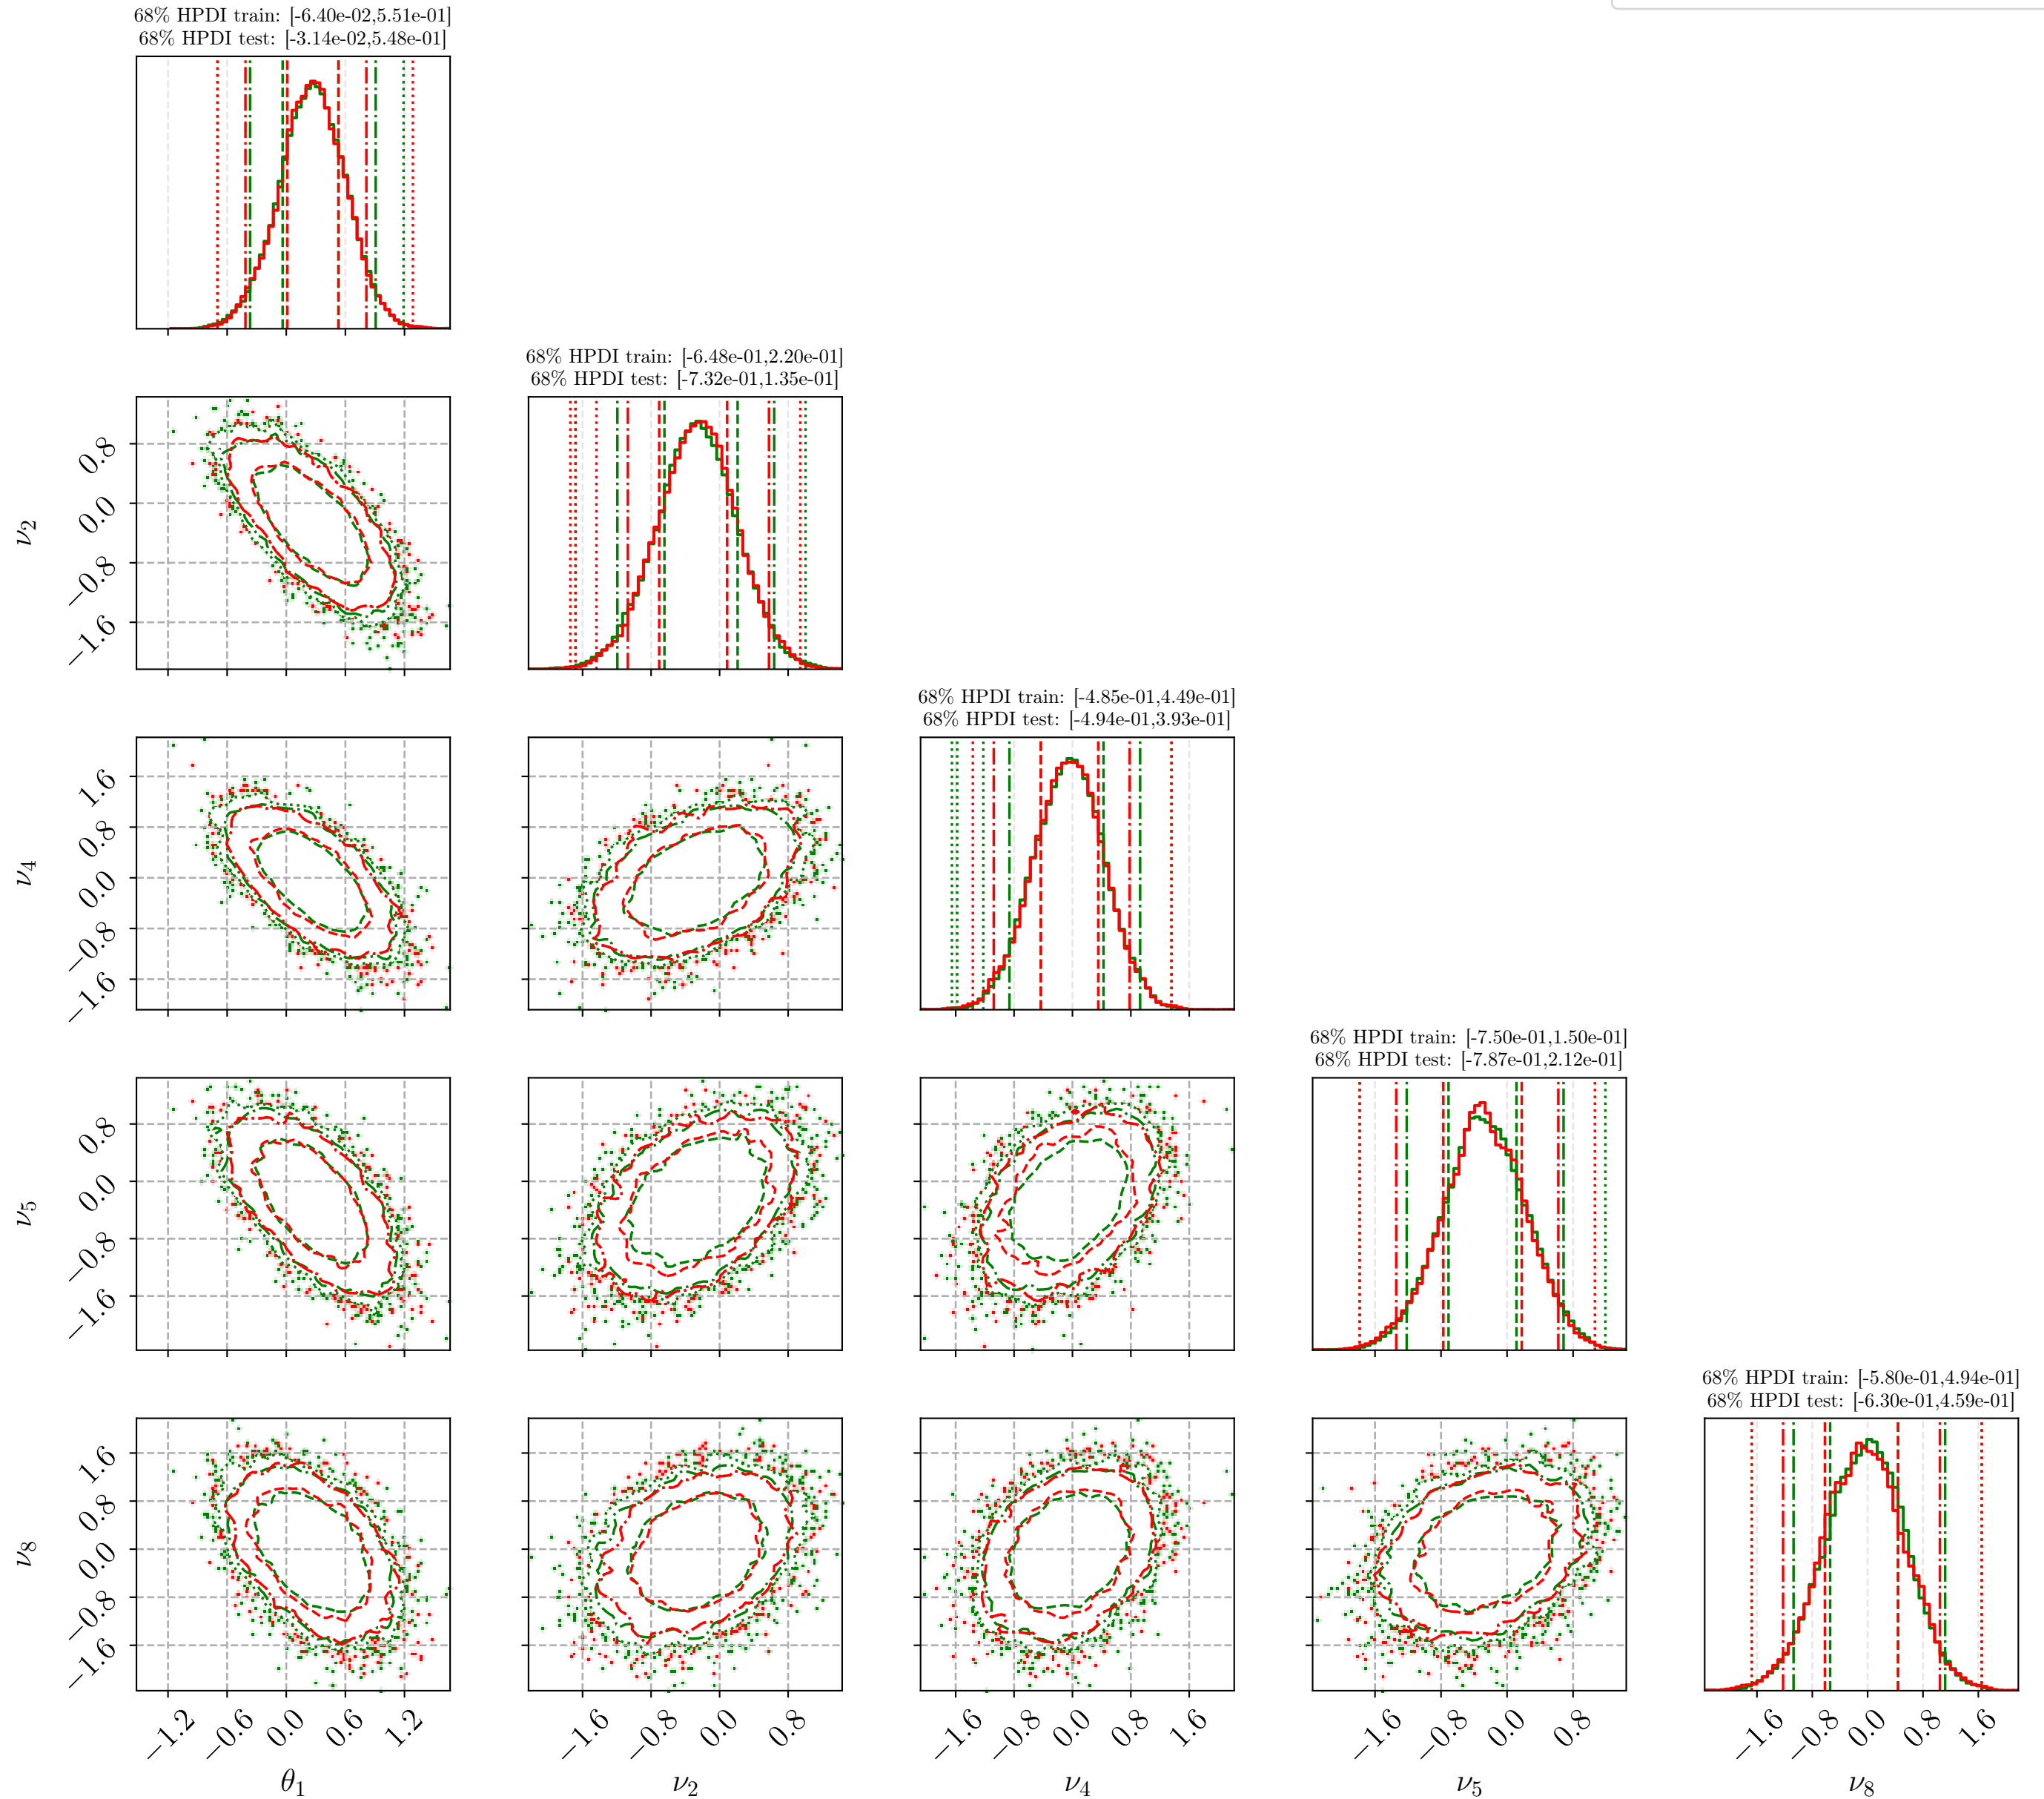 68% HPDI train: [-6.40e-02,5.51e-01]
68% HPDI test: [-3.14e-02,5.48e-01]
68% HPDI train: [-6.48e-01,2.20e-01]
68% HPDI test: [-7.32e-01,1.35e-01]
0.8
0.0
−0.8
−1.6
ν2
68% HPDI train: [-4.85e-01,4.49e-01]
68% HPDI test: [-4.94e-01,3.93e-01]
1.6
0.8
0.0
−0.8
−1.6
ν4
68% HPDI train: [-7.50e-01,1.50e-01]
68% HPDI test: [-7.87e-01,2.12e-01]
0.8
0.0
−0.8
−1.6
ν5
68% HPDI train: [-5.80e-01,4.94e-01]
68% HPDI test: [-6.30e-01,4.59e-01]
1.6
0.8
0.0
−0.8
−1.6
ν8
−1.2 −0.6 0.0 0.6 1.2
−1.6 −0.8 0.0 0.8
−1.6 −0.8 0.0 0.8 1.6
−1.6 −0.8 0.0 0.8
−1.6 −0.8 0.0 0.8 1.6
θ1
ν2
ν4
ν5
ν8